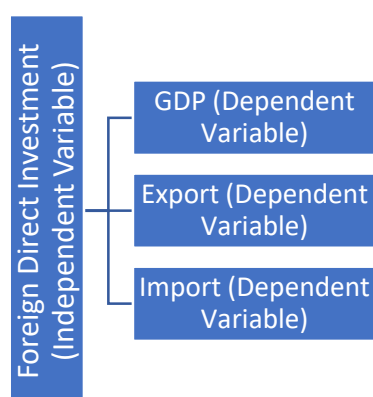 Foreign Direct Investment
(Independent Variable)
GDP (Dependent
Variable)
Export (Dependent
Variable)
Import (Dependent
Variable)